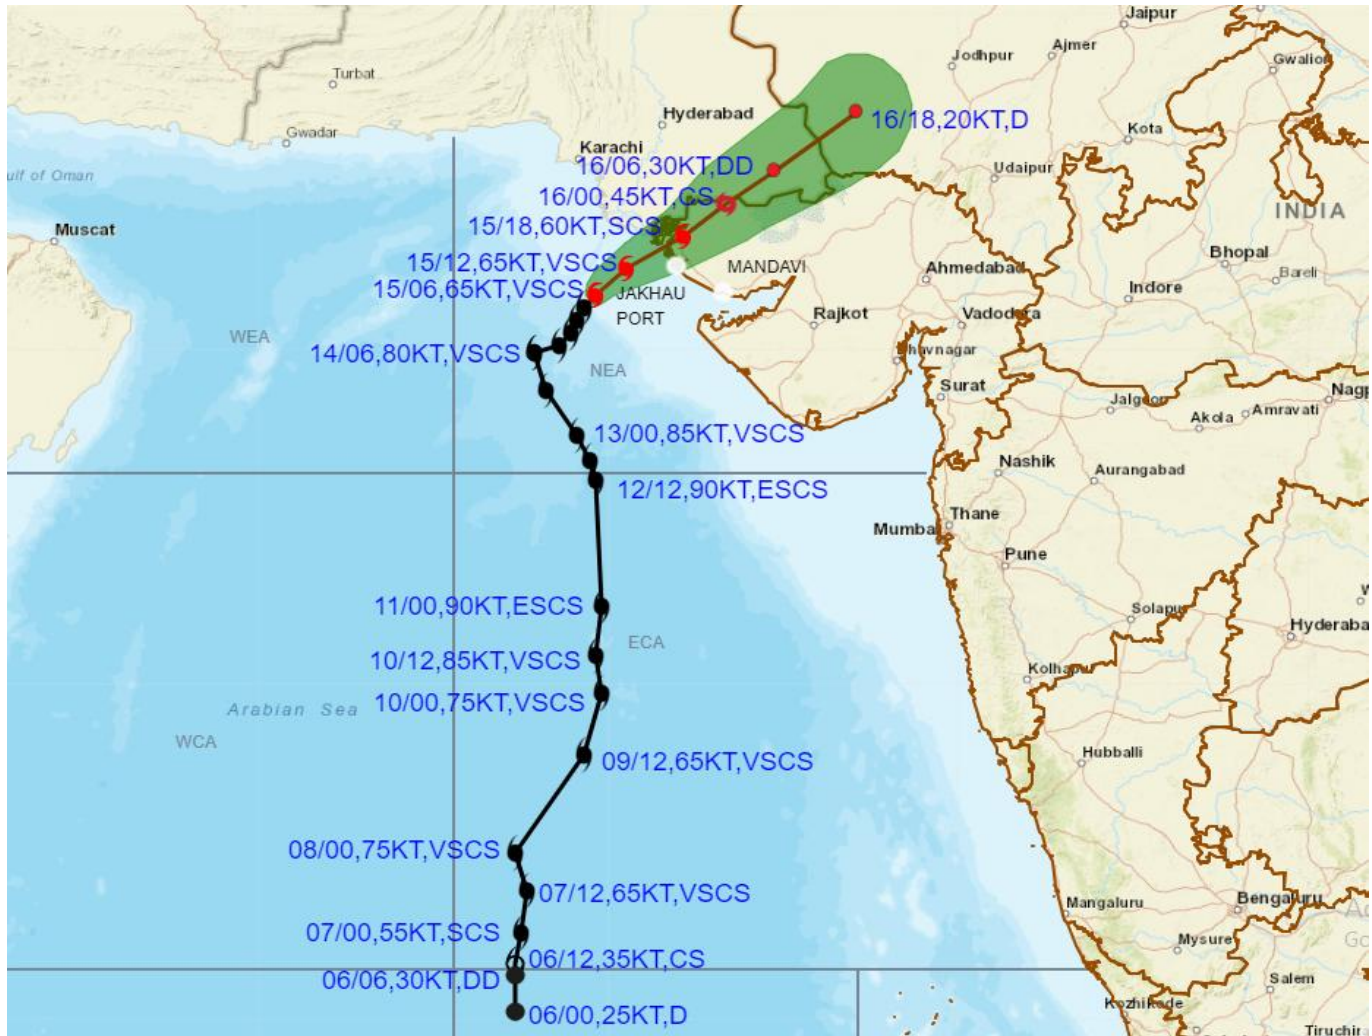 Jaipur
Jodhpur
Ajmer
Turbat
Gwalior
Hyderabad
16/18,20KT,D
Gwadar
Kota
Karachi
16/06,30KT,DD
Udaipur
16/00,45KT,CS
INDIA
15/18,60KT,SCS
Muscat
Bhopal
15/12,65KT,VSCS
MANDAVI
Ahmedabad
Bareli
15/06,65KT,VSCS
JAKHAU
PORT
Indore
Rajkot
Vadodora
WEA
14/06,80KT,VSCS
Bhavnagar
NEA
Surat
Jalgaon
Nagp
Akola
Amravati
13/00,85KT,VSCS
Nashik
Aurangabad
12/12,90KT,ESCS
Thane
Mumbai
Pune
11/00,90KT,ESCS
Solapur
Hyderaba
ECA
10/12,85KT,VSCS
Kolhapur
10/00,75KT,VSCS
Arabian Sea
WCA
Hubballi
09/12,65KT,VSCS
08/00,75KT,VSCS
07/12,65KT,VSCS
Bengaluru
Mangaluru
07/00,55KT,SCS
Mysuru
06/12,35KT,CS
06/06,30KT,DD
Salem
Kozhikode
06/00,25KT,D
Tiruchir